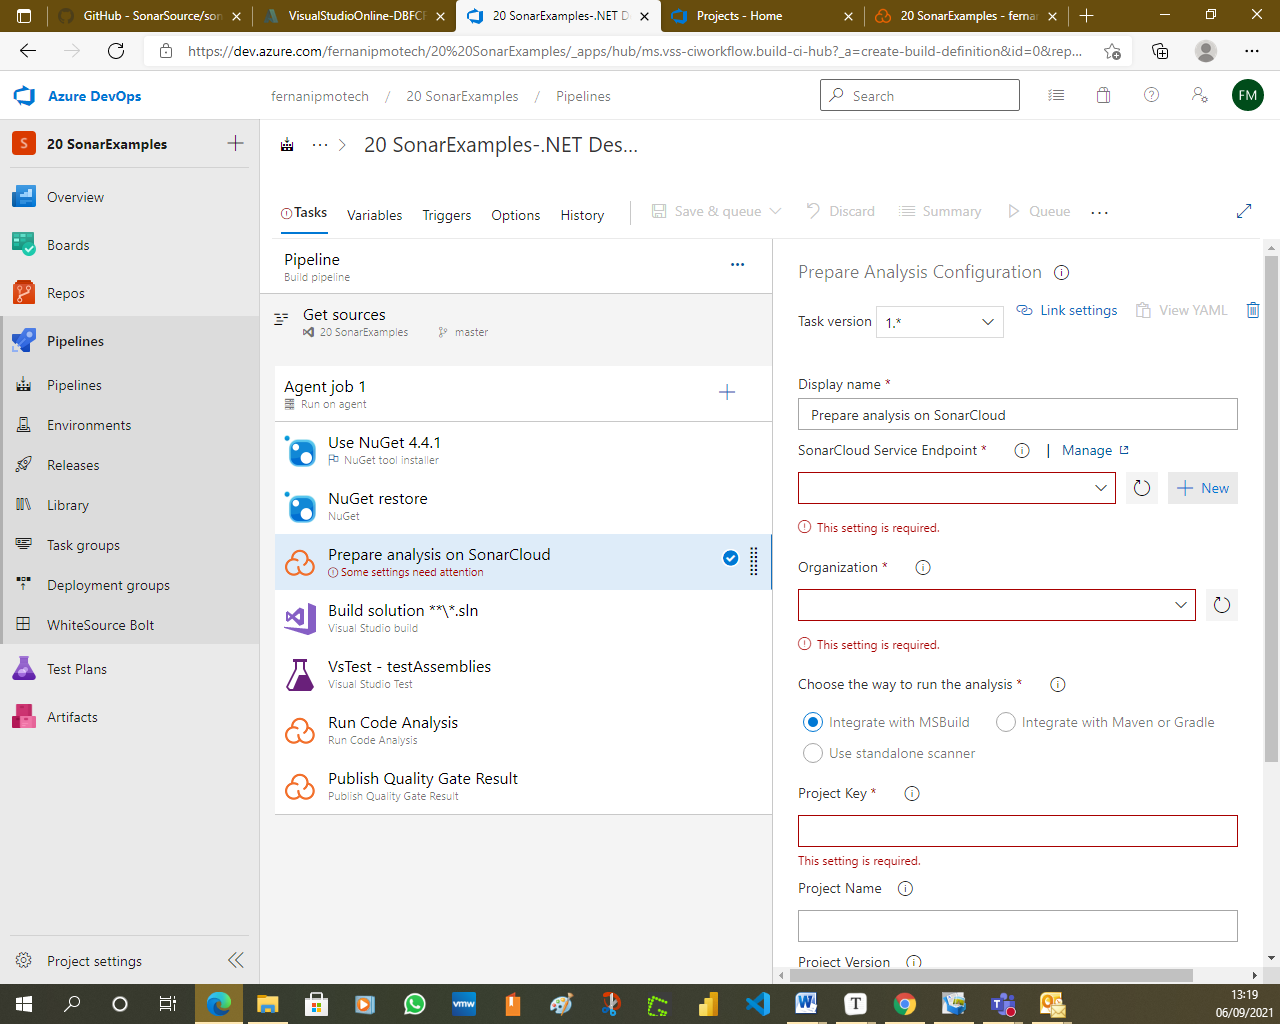 GitHub - SonarSource/son
VisualStudioOnline-DBFCF
20 SonarExamples-.NET D
Projects - Home
20 SonarExamples - fernan
https://dev.azure.com/fernanipmotech/20%20SonarExamples/_apps/hub/ms.vss-ciworkflow.build-ci-hub?_a=create-build-definition&id=0&rep...
Azure DevOps
fernanipmotech / 20 SonarExamples / Pipelines
Search
FM
S 20 SonarExamples
Overview
Boards
Repos
Pipelines
Pipelines
Environments
Releases
Library
Task groups
Deployment groups
WhiteSource Bolt
Test Plans
Artifacts
Project settings
20 SonarExamples-.NET Des...
Tasks Variables Triggers Options History Save & queue Discard Summary Queue ...
Pipeline
Build pipeline
Get sources
20 SonarExamples master
Agent job 1
Run on agent
Use NuGet 4.4.1
NuGet tool installer
NuGet restore
NuGet
Prepare analysis on SonarCloud
Some settings need attention
Build solution **\*.sln
Visual Studio build
VsTest - testAssemblies
Visual Studio Test
Run Code Analysis
Run Code Analysis
Publish Quality Gate Result
Publish Quality Gate Result
Prepare Analysis Configuration
Task version 1.* Link settings View YAML
Display name *
Prepare analysis on SonarCloud
SonarCloud Service Endpoint * | Manage
New
This setting is required.
Organization *
This setting is required.
Choose the way to run the analysis *
Integrate with MSBuild Integrate with Maven or Gradle
Use standalone scanner
Project Key *
This setting is required.
Project Name
Project Version
vmw
13:19
06/09/2021